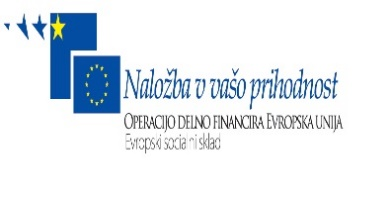 Naložba v vašo prihodnost
OPERACIJO DELNO FINANCIRA EVROPSKA UNIJA
Evropski socialni sklad